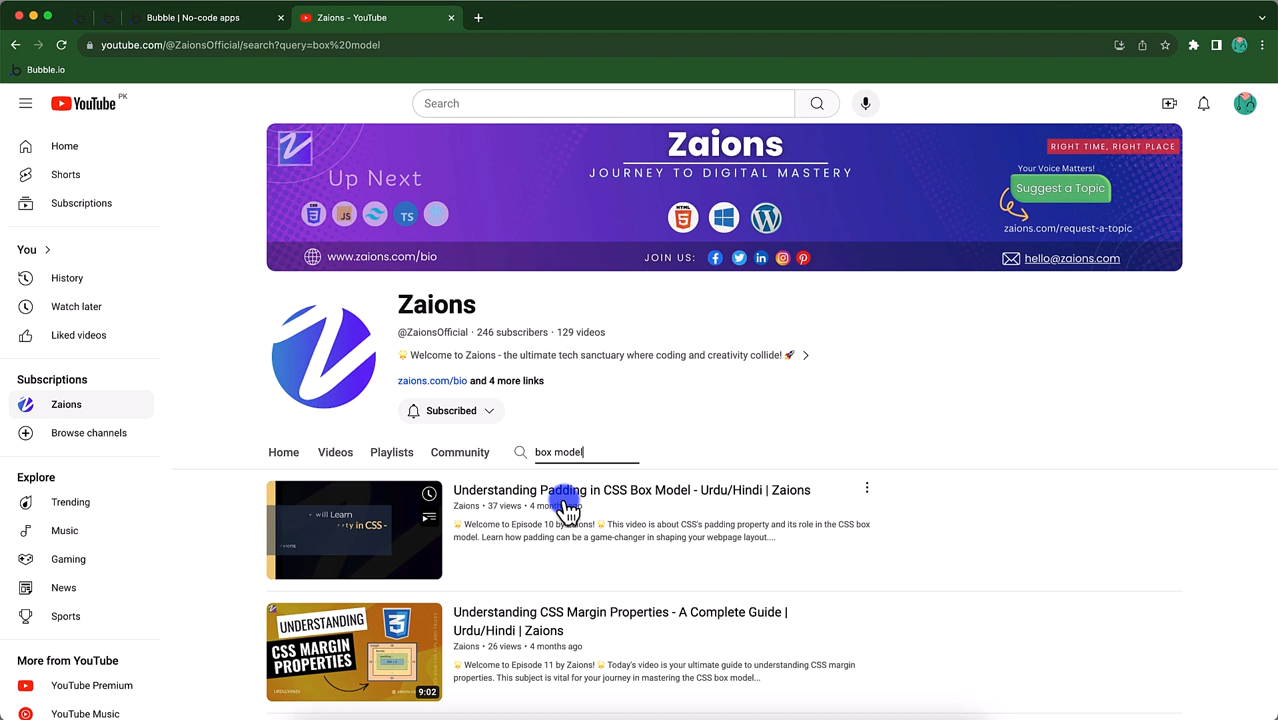 Bubble | No-code apps
Zaions - YouTube
youtube.com/@ZaionsOfficial/search?query=box%20model
Bubble.io
YouTube PK
Search
Home
Shorts
Subscriptions
You
History
Watch later
Liked videos
Subscriptions
Zaions
Browse channels
Explore
Trending
Music
Gaming
News
Sports
More from YouTube
YouTube Premium
YouTube Music
Up Next
CSS
JS
TS
www.zaions.com/bio
Zaions
JOURNEY TO DIGITAL MASTERY
HTML
JOIN US:
RIGHT TIME, RIGHT PLACE
Your Voice Matters!
Suggest a Topic
zaions.com/request-a-topic
hello@zaions.com
Zaions
@ZaionsOfficial · 246 subscribers · 129 videos
Welcome to Zaions - the ultimate tech sanctuary where coding and creativity collide! 🚀
zaions.com/bio and 4 more links
Subscribed
Home Videos Playlists Community box model
will Learn
rty in CSS -
Understanding Padding in CSS Box Model - Urdu/Hindi | Zaions
Zaions • 37 views • 4
Welcome to Episode 10 by Zaions! This video is about CSS's padding property and its role in the CSS box
model. Learn how padding can be a game-changer in shaping your webpage layout....
UNDERSTANDING
CSS MARGIN
PROPERTIES
URDU/HINDI
9:02
Understanding CSS Margin Properties - A Complete Guide |
Urdu/Hindi | Zaions
Zaions • 26 views • 4 months ago
Welcome to Episode 11 by Zaions! Today's video is your ultimate guide to understanding CSS margin
properties. This subject is vital for your journey in mastering the CSS box model...